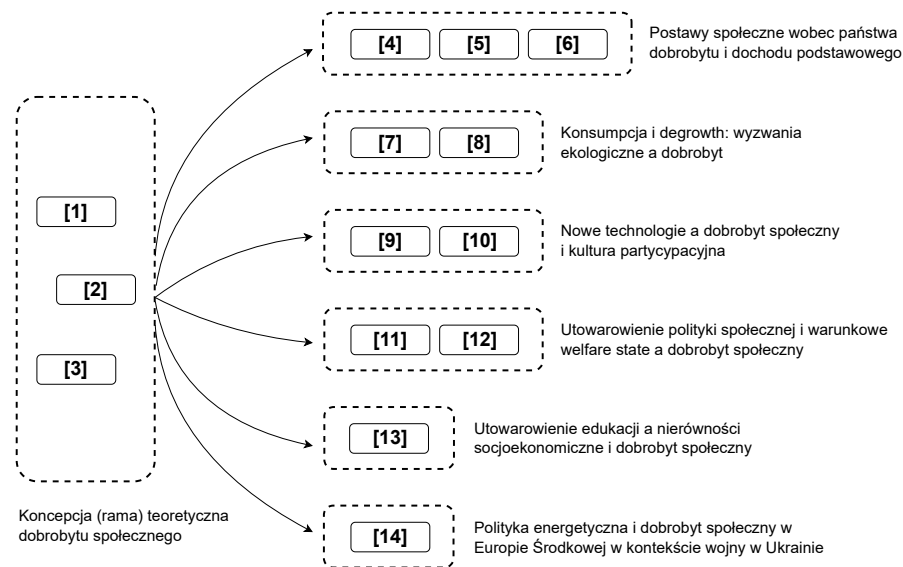 [1]
[2]
[3]
Koncepcja (rama) teoretyczna
dobrobytu społecznego
[4] [5] [6]
Postawy społeczne wobec państwa
dobrobytu i dochodu podstawowego
[7] [8]
Konsumpcja i degrowth: wyzwania
ekologiczne a dobrobyt
[9] [10]
Nowe technologie a dobrobyt społeczny
i kultura partycypacyjna
[11] [12]
Utowarowienie polityki społecznej i warunkowe
welfare state a dobrobyt społeczny
[13]
Utowarowienie edukacji a nierówności
socjoekonomiczne i dobrobyt społeczny
[14]
Polityka energetyczna i dobrobyt społeczny w
Europie Środkowej w kontekście wojny w Ukrainie